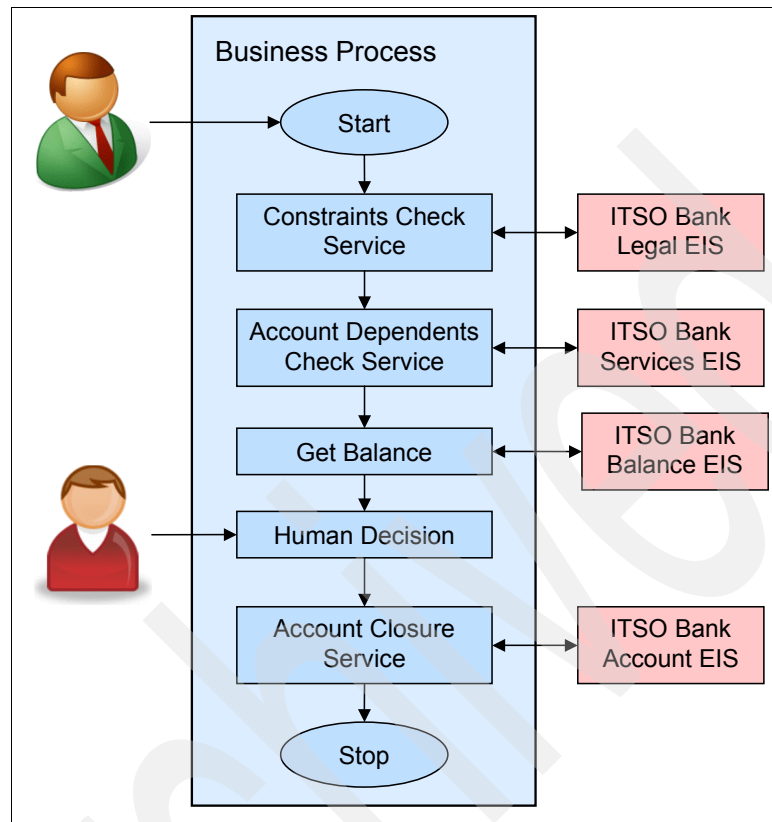 Business Process
Start
Constraints Check
Service
ITSO Bank
Legal EIS
Account Dependents
Check Service
ITSO Bank
Services EIS
Get Balance
ITSO Bank
Balance EIS
Human Decision
Account Closure
Service
ITSO Bank
Account EIS
Stop